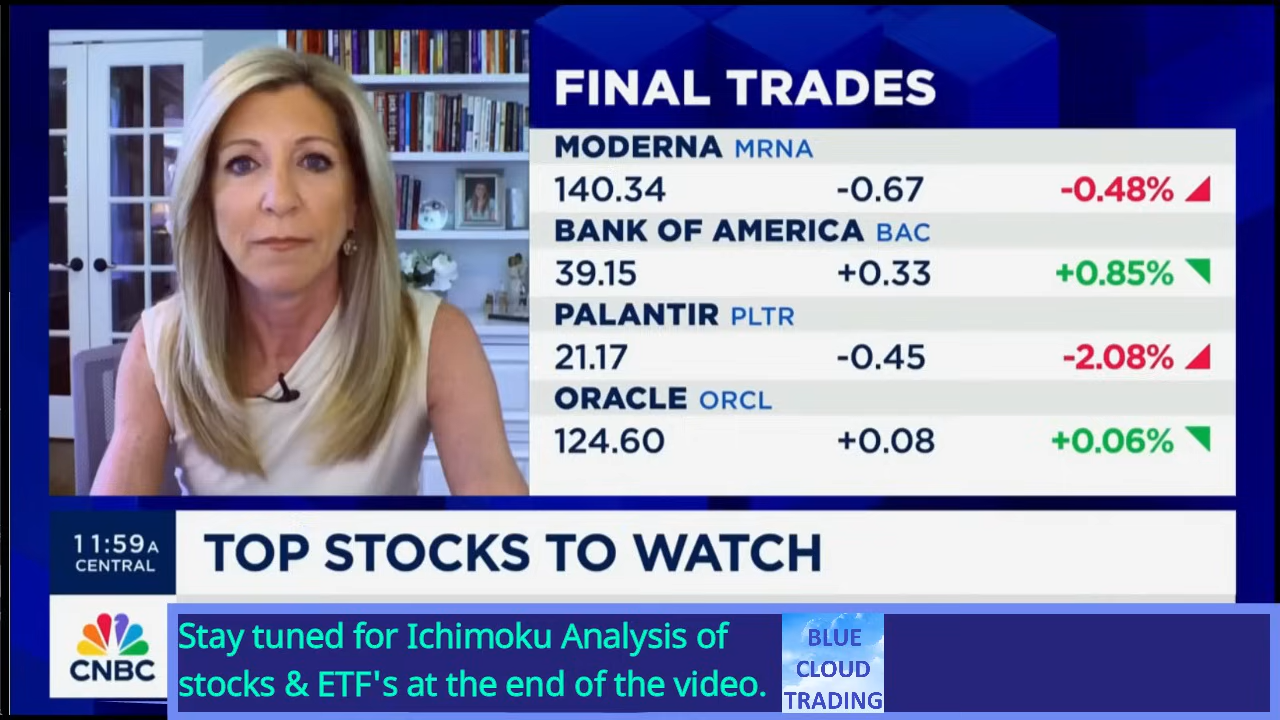 FINAL TRADES
MODERNA MRNA
140.34 -0.67 -0.48%
BANK OF AMERICA BAC
39.15 +0.33 +0.85%
PALANTIR PLTR
21.17 -0.45 -2.08%
ORACLE ORCL
124.60 +0.08 +0.06%
11:59A
CENTRAL
TOP STOCKS TO WATCH
CNBC
Stay tuned for Ichimoku Analysis of
stocks & ETF's at the end of the video.
BLUE
CLOUD
TRADING